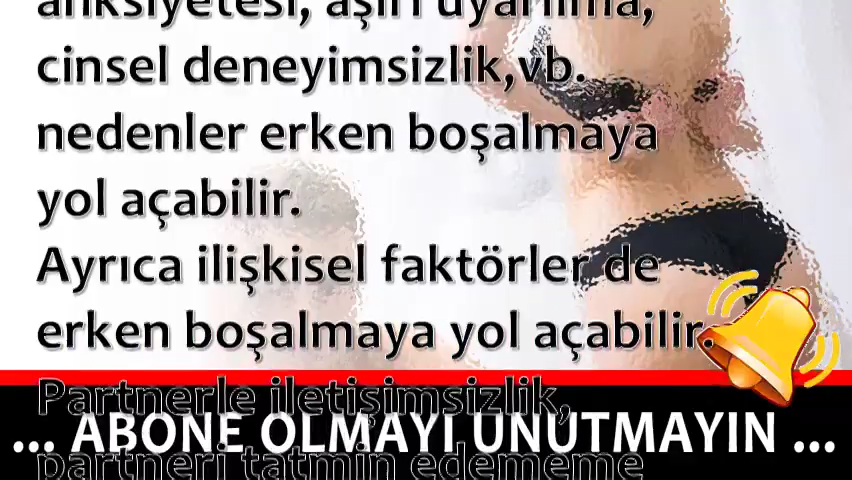 anksiyetesi, aşırı uyarılma,
cinsel deneyimsizlik,vb.
nedenler erken boşalmaya
yol açabilir.
Ayrıca ilişkisel faktörler de
erken boşalmaya yol açabilir.
Partnerle iletişimsizlik,
... ABONE OLMAYI UNUTMAYIN ...
partneri tatmin edememe